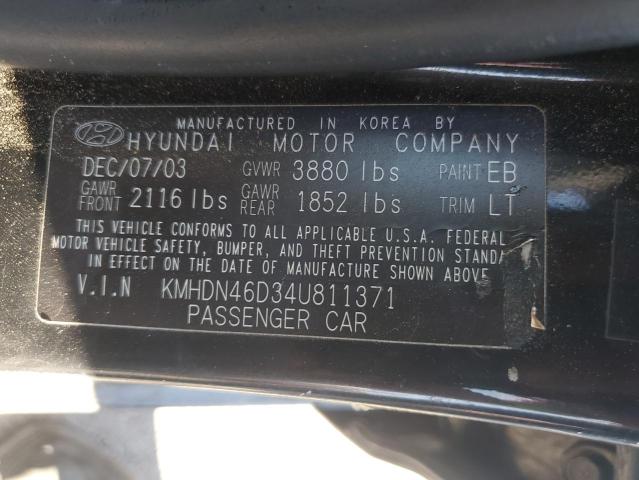 MANUFACTURED IN KOREA BY
HYUNDAI MOTOR COMPANY
DEC/07/03 GVWR 3880 lbs PAINT EB
GAWR FRONT 2116 lbs GAWR REAR 1852 lbs TRIM LT
THIS VEHICLE CONFORMS TO ALL APPLICABLE U.S.A. FEDERAL
MOTOR VEHICLE SAFETY, BUMPER, AND THEFT PREVENTION STANDA
IN EFFECT ON THE DATE OF MANUFACTURE SHOWN ABOVE.
V.I.N KMHDN46D34U811371
PASSENGER CAR